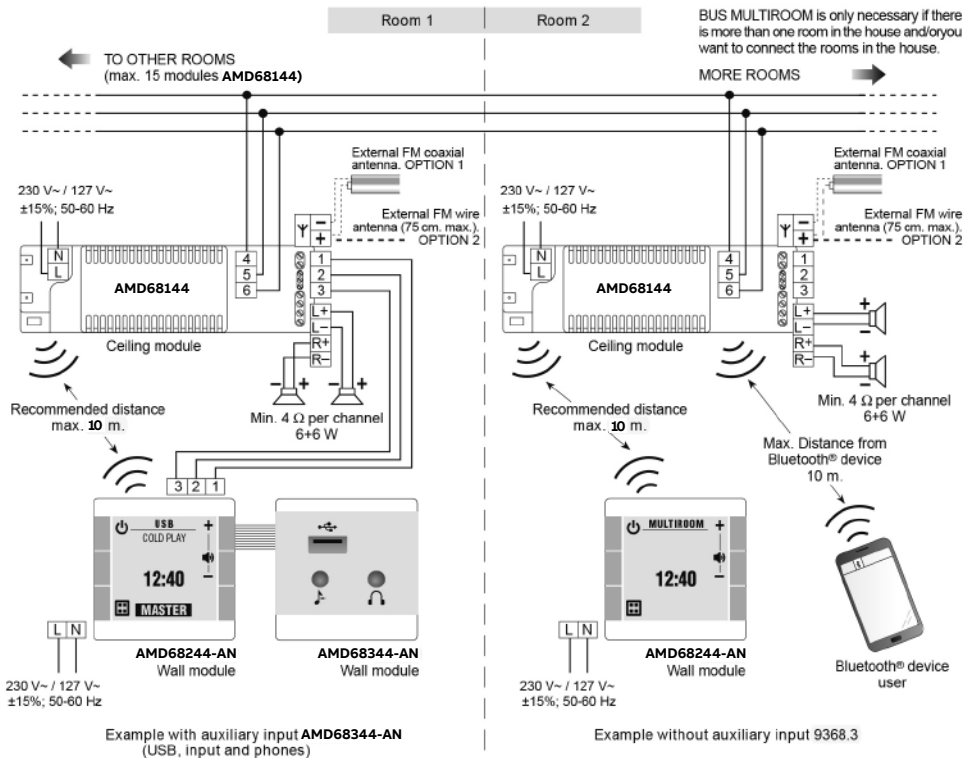 Room 1
Room 2
BUS MULTIROOM is only necessary if there
is more than one room in the house and/oryou
want to connect the rooms in the house.
TO OTHER ROOMS
(max. 15 modules AMD68144)
MORE ROOMS
External FM coaxial
antenna. OPTION 1
230 V~ / 127 V~
±15%; 50-60 Hz
External FM wire
antenna (75 cm. max.).
OPTION 2
N
L
AMD68144
4
5
6
−
+
1
2
3
L+
L−
R+
R−
Ceiling module
− +
− +
Min. 4 Ω per channel
6+6 W
Recommended distance
max. 10 m.
3 2 1
USB
COLD PLAY
+
−
12:40
MASTER
L N
230 V~ / 127 V~
±15%; 50-60 Hz
AMD68244-AN
Wall module
AMD68344-AN
Wall module
Example with auxiliary input AMD68344-AN
(USB, input and phones)
External FM coaxial
antenna. OPTION 1
230 V~ / 127 V~
±15%; 50-60 Hz
External FM wire
antenna (75 cm. max.).
OPTION 2
N
L
AMD68144
4
5
6
−
+
1
2
3
L+
L−
R+
R−
+
−
+
−
Ceiling module
Min. 4 Ω per channel
6+6 W
Recommended distance
max. 10 m.
Max. Distance from
Bluetooth® device
10 m.
MULTIROOM
+
−
12:40
L N
230 V~ / 127 V~
±15%; 50-60 Hz
AMD68244-AN
Wall module
Bluetooth® device
user
Example without auxiliary input 9368.3